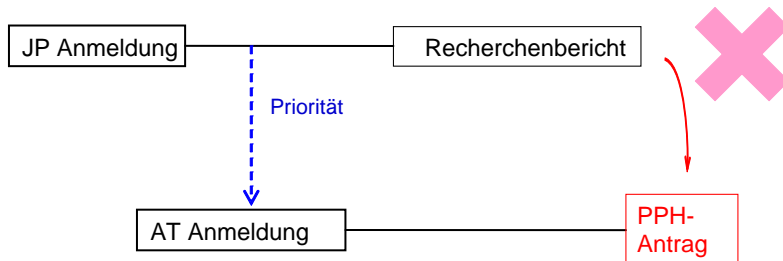 JP Anmeldung
Recherchenbericht
Priorität
AT Anmeldung
PPH-
Antrag